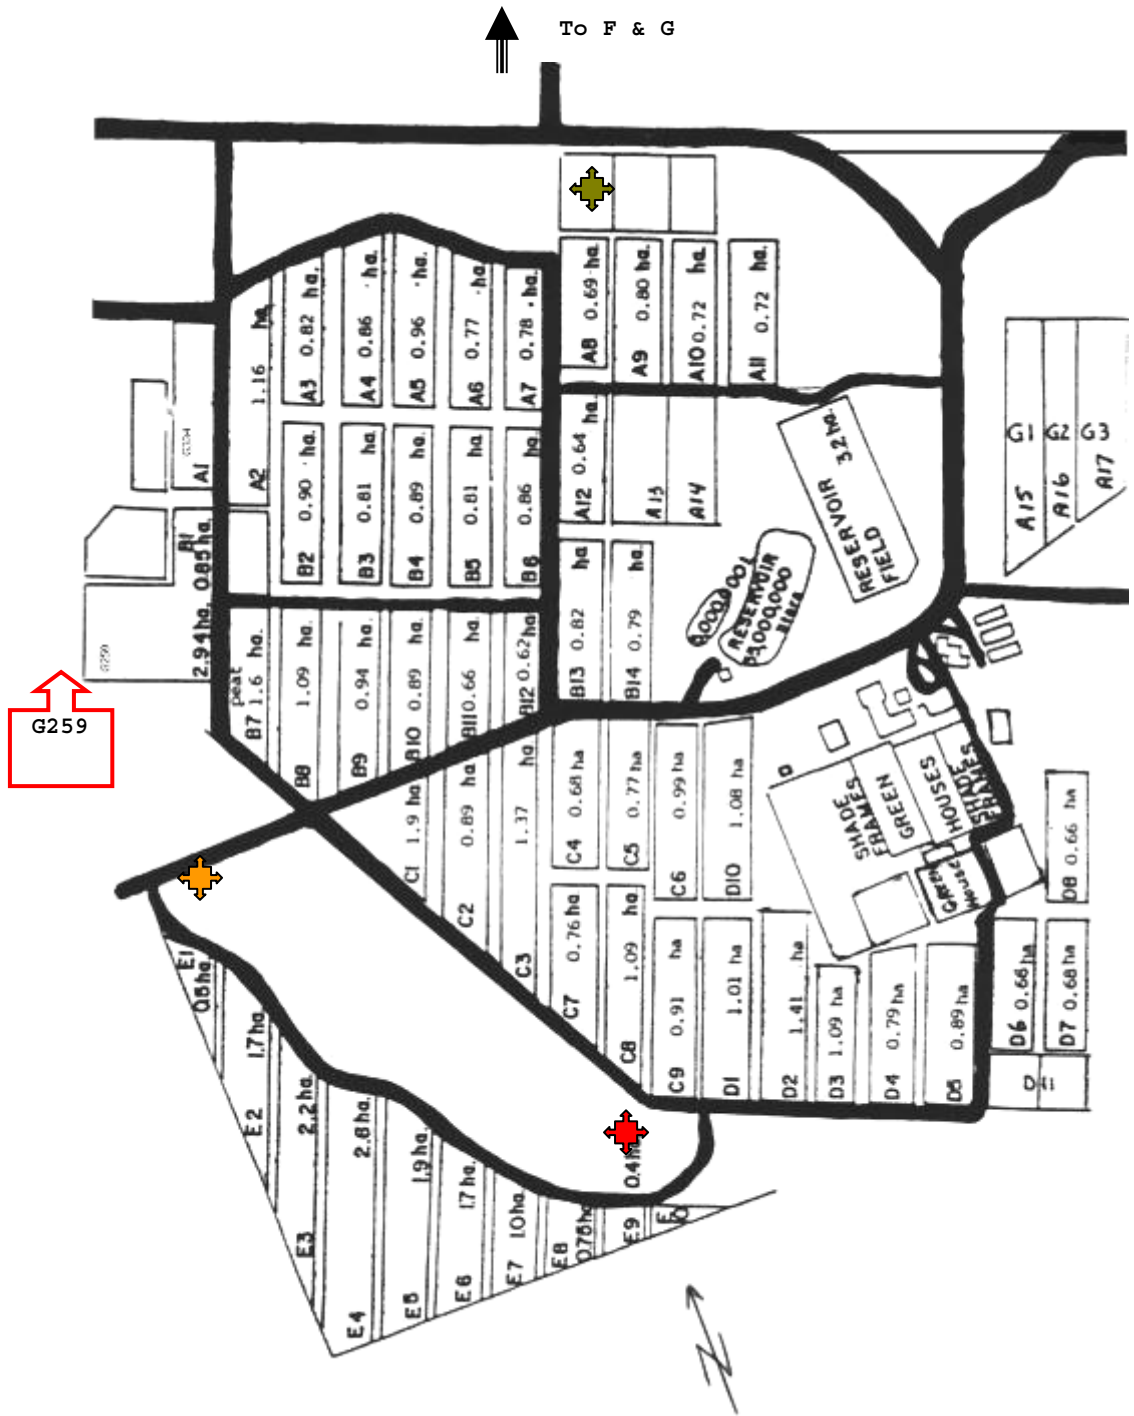 To F & G
A8 0.69 ha.
A9 0.80 ha.
A10 0.72 ha.
A11 0.72 ha.
A2 1.16 ha.
A3 0.82 ha.
A4 0.86 ha.
A5 0.96 ha.
A6 0.77 ha.
A7 0.78 ha.
A1
B1
0.85 ha.
2.94 ha.
G259
G259
B2 0.90 ha.
B3 0.81 ha.
B4 0.89 ha.
B5 0.81 ha
B6 0.86 ha
A12 0.64 ha.
A13
A14
RESERVOIR 3.2 ha.
FIELD
RESERVOIR
G1 G2 G3
A15
A16
A17
peat
B7 1.6 ha.
B8 1.09 ha.
B9 0.94 ha.
B10 0.89 ha.
B11 0.66 ha.
B12 0.62 ha
B13 0.82 ha
B14 0.79 ha.
C1 1.9 ha
C2 0.89 ha
C3 1.37 ha
C4 0.68 ha
C5 0.77 ha
C6 0.99 ha
D10 1.08 ha
SHADE
FRAMES
GREEN
HOUSES
SHADE
FRAMES
GREEN
HOUSE
D8 0.66 ha
C7 0.76 ha
C8 1.09 ha
C9 0.91 ha
D1 1.01 ha
D2 1.41 ha
D3 1.09 ha
D4 0.79 ha
D5 0.89 ha
D6 0.66 ha
D7 0.68 ha
D11
E1
E2 1.7 ha.
E3 2.2 ha.
E4 2.8 ha.
E5 1.9 ha.
E6 1.7 ha.
E7 1.0 ha.
E8
0.75 ha
E9
0.4 ha